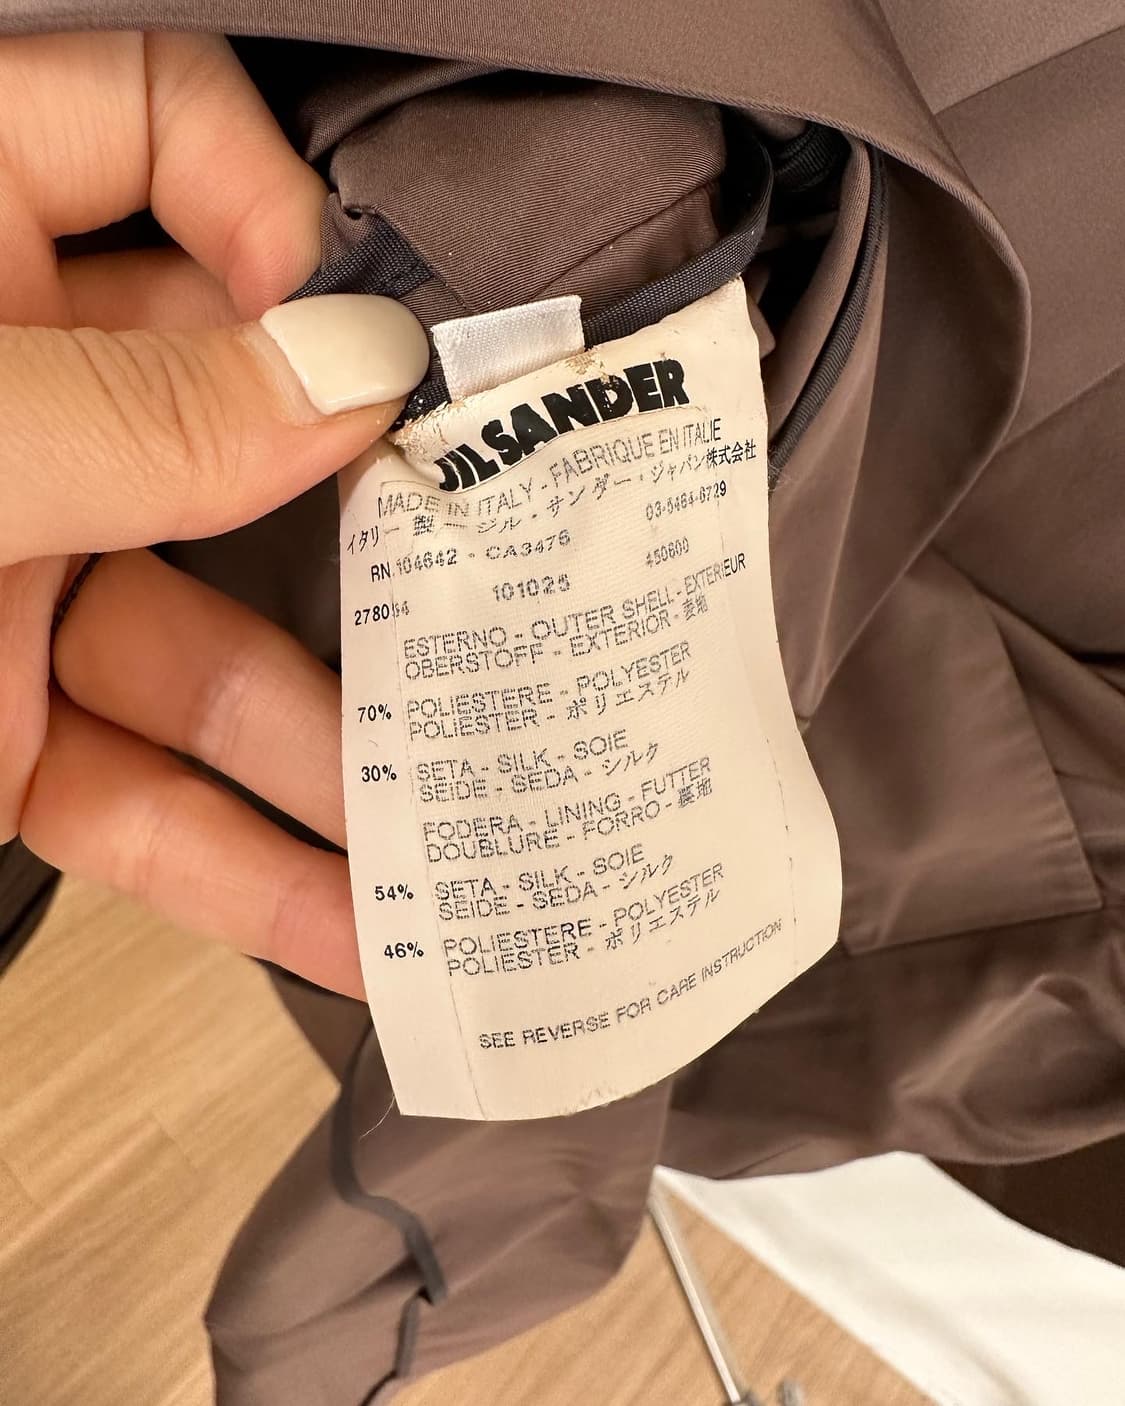 JIL SANDER
MADE IN ITALY - FABRIQUE EN ITALIE
イタリー 製 ー ジル・サンダー・ジャパン株式会社
RN.104642 - CA3476 03-5464-6729
278084 101025 450600
ESTERNO - OUTER SHELL - EXTERIEUR
OBERSTOFF - EXTERIOR - 表地
70% POLIESTERE - POLYESTER
POLIESTER - ポリエステル
30% SETA - SILK - SOIE
SEIDE - SEDA - シルク
FODERA - LINING - FUTTER
DOUBLURE - FORRO - 裏地
54% SETA - SILK - SOIE
SEIDE - SEDA - シルク
46% POLIESTERE - POLYESTER
POLIESTER - ポリエステル
SEE REVERSE FOR CARE INSTRUCTION